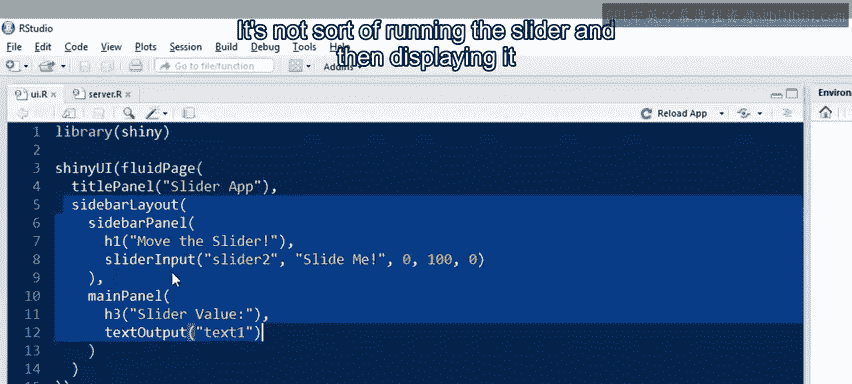 It's not sort of running the slider and
then displaying it
RStudio
File Edit Code View Plots Session Build Debug Tools
Go to file/function
Addins
ui.R server.R
Reload App
Environ
1 library(shiny)
2
3 shinyUI(fluidPage(
4 titlePanel("Slider App"),
5 sidebarLayout(
6 sidebarPanel(
7 h1("Move the Slider!"),
8 sliderInput("slider2", "Slide Me!", 0, 100, 0)
9 ),
10 mainPanel(
11 h3("Slider Value:"),
12 textOutput("text1")
13 )
14 )